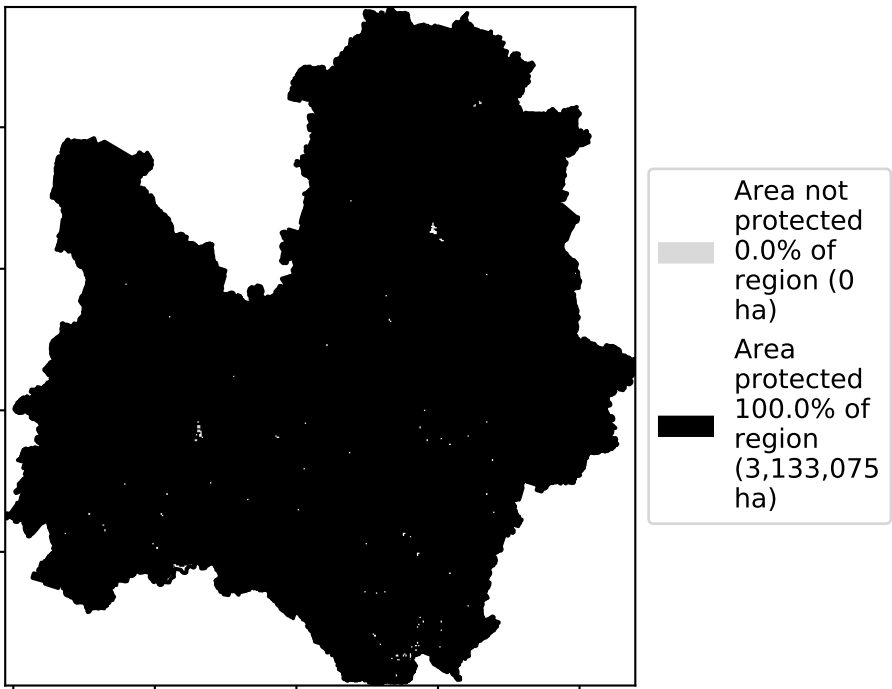 Area not
protected
0.0% of
region (0
ha)
Area
protected
100.0% of
region
(3,133,075
ha)